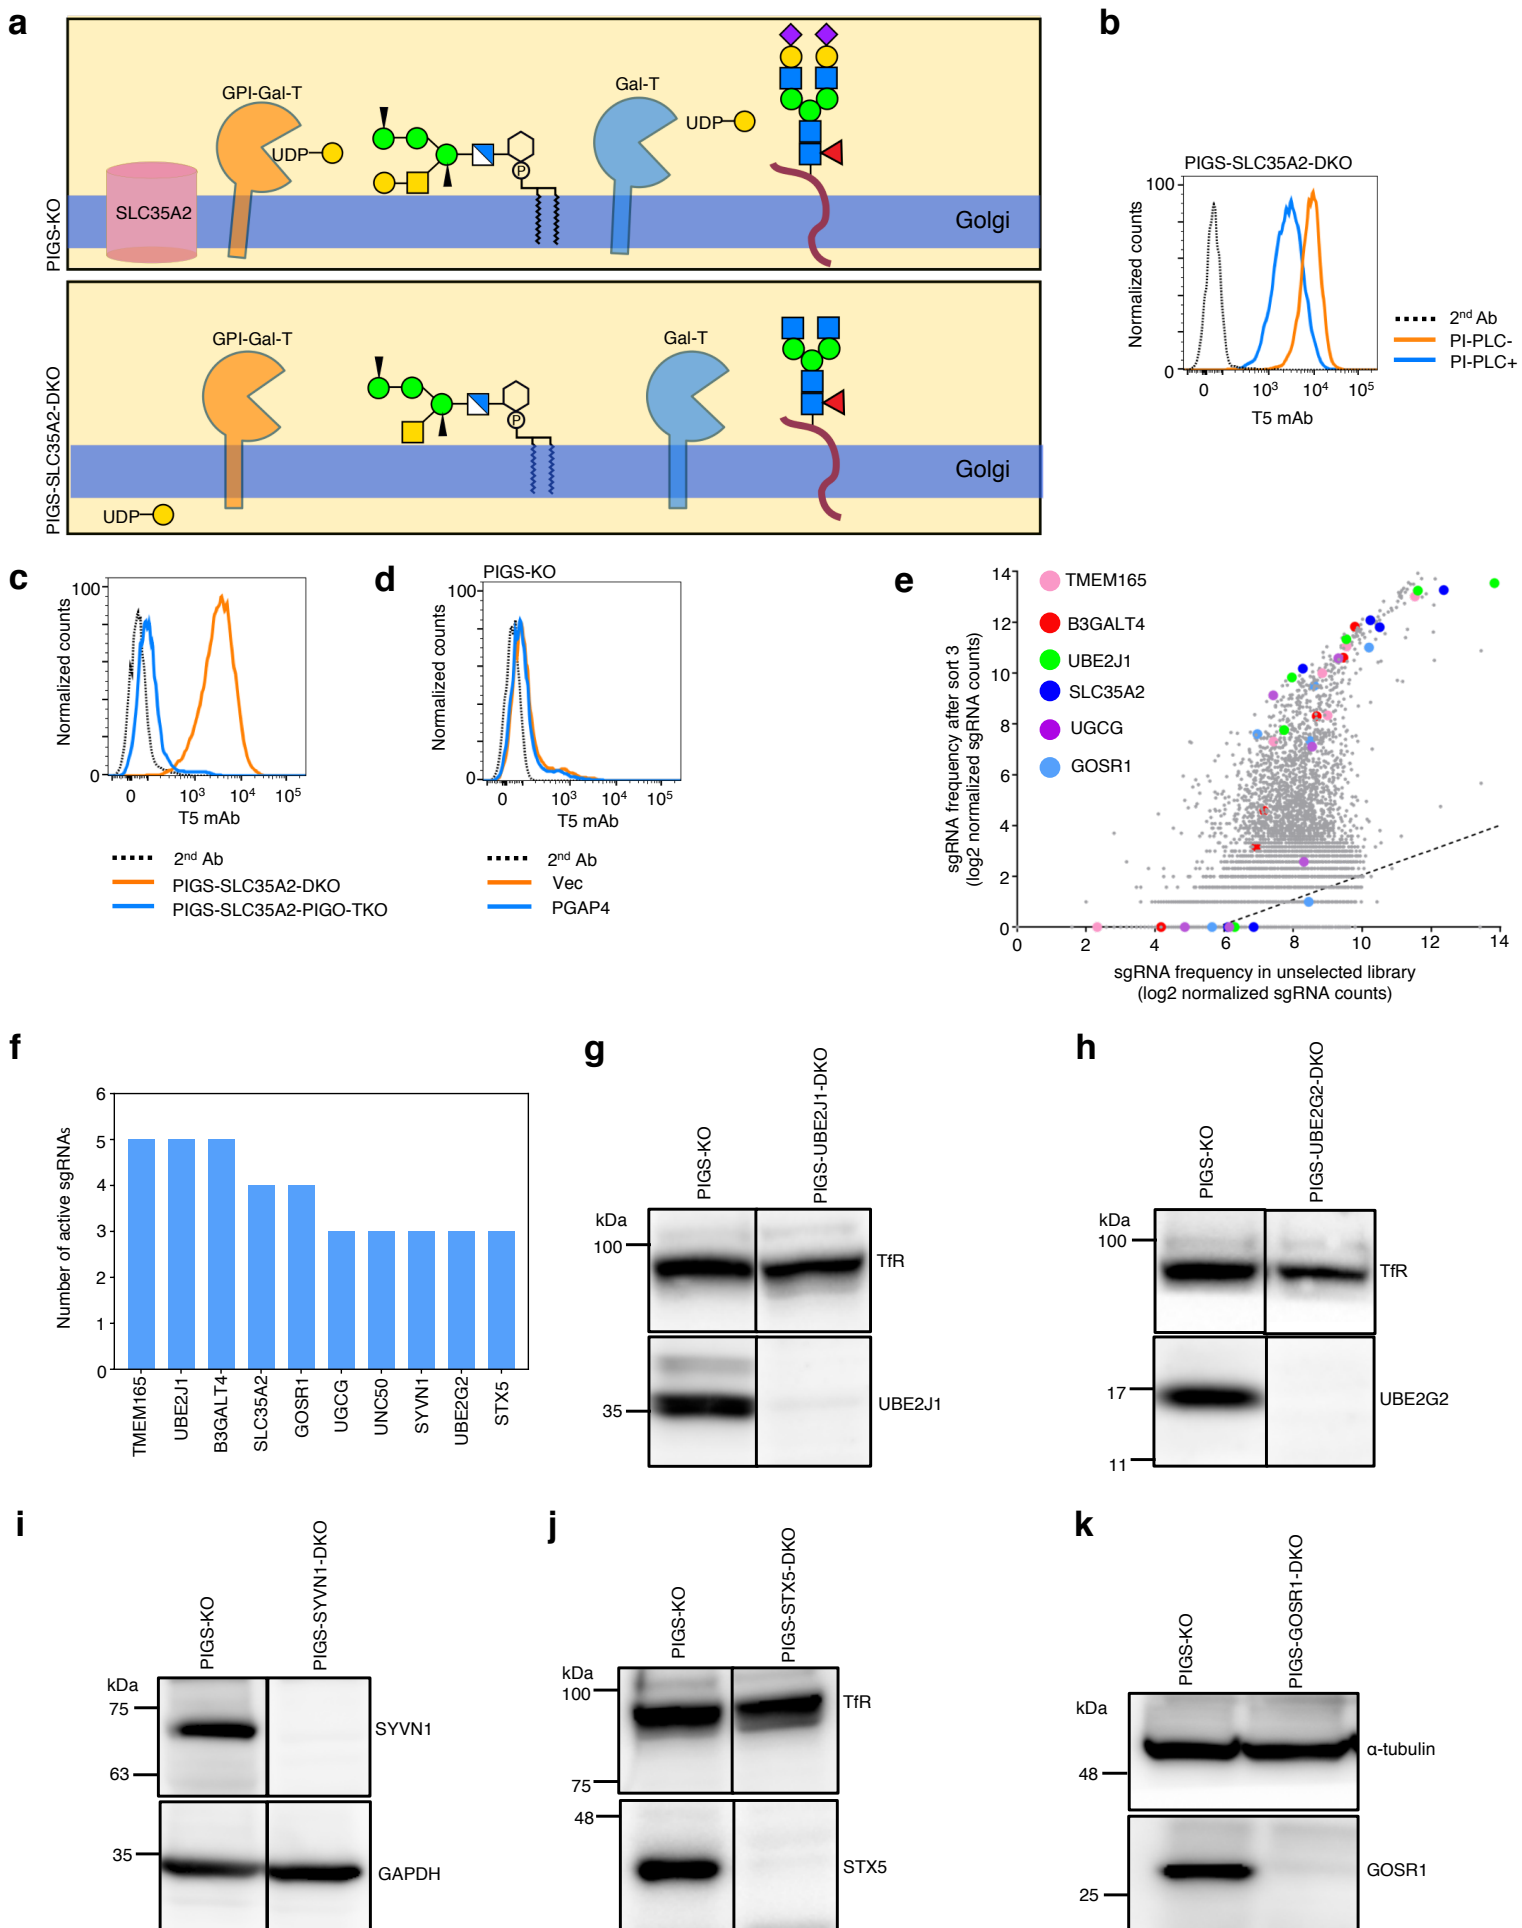 a
PIGS-KO
GPI-Gal-T
UDP
SLC35A2
P
Gal-T
UDP
Golgi
PIGS-SLC35A2-DKO
GPI-Gal-T
P
Gal-T
Golgi
UDP
b
PIGS-SLC35A2-DKO
Normalized counts
100
0
0 10³ 10⁴ 10⁵
T5 mAb
2nd Ab
PI-PLC-
PI-PLC+
c
Normalized counts
100
0
0 10³ 10⁴ 10⁵
T5 mAb
2nd Ab
PIGS-SLC35A2-DKO
PIGS-SLC35A2-PIGO-TKO
d
PIGS-KO
Normalized counts
100
0
0 10³ 10⁴ 10⁵
T5 mAb
2nd Ab
Vec
PGAP4
e
sgRNA frequency after sort 3
(log2 normalized sgRNA counts)
14
12
10
8
6
4
2
0
TMEM165
B3GALT4
UBE2J1
SLC35A2
UGCG
GOSR1
0 2 4 6 8 10 12 14
sgRNA frequency in unselected library
(log2 normalized sgRNA counts)
f
Number of active sgRNAs
6
5
4
3
2
1
0
TMEM165
UBE2J1
B3GALT4
SLC35A2
GOSR1
UGCG
UNC50
SYVN1
UBE2G2
STX5
g
PIGS-KO
PIGS-UBE2J1-DKO
kDa
100
TfR
35
UBE2J1
h
PIGS-KO
PIGS-UBE2G2-DKO
kDa
100
TfR
17
UBE2G2
11
i
PIGS-KO
PIGS-SYVN1-DKO
kDa
75
SYVN1
63
35
GAPDH
j
PIGS-KO
PIGS-STX5-DKO
kDa
100
TfR
75
48
STX5
k
PIGS-KO
PIGS-GOSR1-DKO
kDa
α-tubulin
48
GOSR1
25